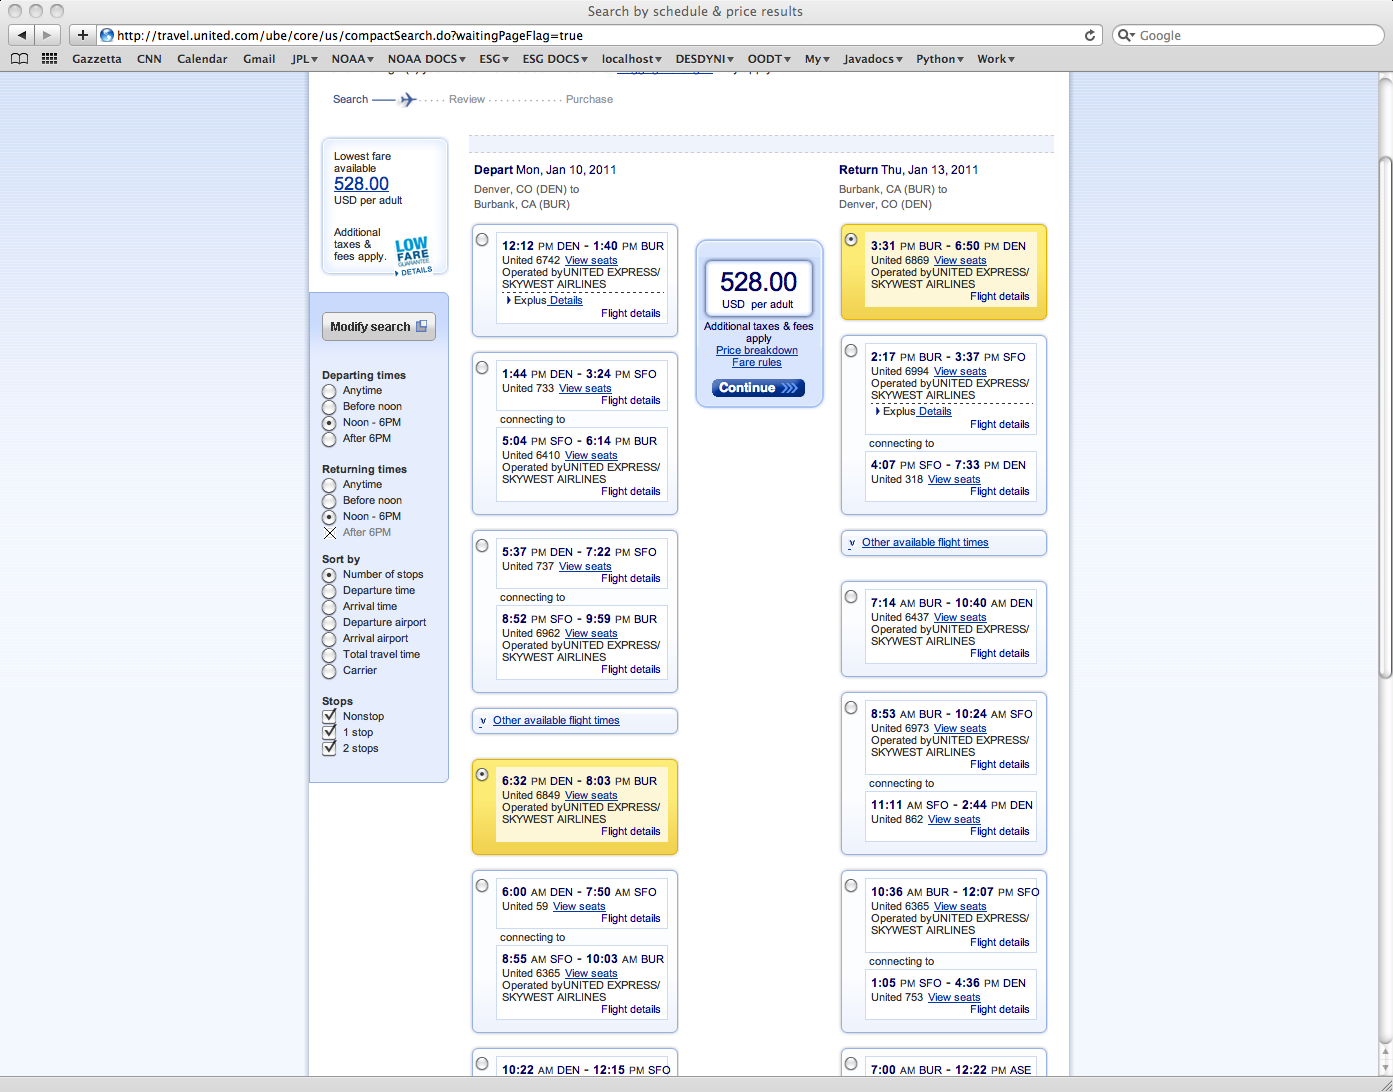 Search by schedule & price results
http://travel.united.com/ube/core/us/compactSearch.do?waitingPageFlag=true
Google
Gazzetta CNN Calendar Gmail JPL NOAA NOAA DOCS ESG ESG DOCS localhost DESDYNI OODT My Javadocs Python Work
Search Review Purchase
Lowest fare
available
528.00
USD per adult
Additional
taxes &
fees apply.
LOW
FARE
GUARANTEE
DETAILS
Modify search
Departing times
Anytime
Before noon
Noon - 6PM
After 6PM
Returning times
Anytime
Before noon
Noon - 6PM
After 6PM
Sort by
Number of stops
Departure time
Arrival time
Departure airport
Arrival airport
Total travel time
Carrier
Stops
Nonstop
1 stop
2 stops
Depart Mon, Jan 10, 2011
Denver, CO (DEN) to
Burbank, CA (BUR)
12:12 PM DEN - 1:40 PM BUR
United 6742 View seats
Operated byUNITED EXPRESS/
SKYWEST AIRLINES
Explus Details
Flight details
1:44 PM DEN - 3:24 PM SFO
United 733 View seats
Flight details
connecting to
5:04 PM SFO - 6:14 PM BUR
United 6410 View seats
Operated byUNITED EXPRESS/
SKYWEST AIRLINES
Flight details
5:37 PM DEN - 7:22 PM SFO
United 737 View seats
Flight details
connecting to
8:52 PM SFO - 9:59 PM BUR
United 6962 View seats
Operated byUNITED EXPRESS/
SKYWEST AIRLINES
Flight details
v Other available flight times
6:32 PM DEN - 8:03 PM BUR
United 6849 View seats
Operated byUNITED EXPRESS/
SKYWEST AIRLINES
Flight details
6:00 AM DEN - 7:50 AM SFO
United 59 View seats
Flight details
connecting to
8:55 AM SFO - 10:03 AM BUR
United 6365 View seats
Operated byUNITED EXPRESS/
SKYWEST AIRLINES
Flight details
10:22 AM DEN - 12:15 PM SFO
528.00
USD per adult
Additional taxes & fees
apply
Price breakdown
Fare rules
Continue
Return Thu, Jan 13, 2011
Burbank, CA (BUR) to
Denver, CO (DEN)
3:31 PM BUR - 6:50 PM DEN
United 6869 View seats
Operated byUNITED EXPRESS/
SKYWEST AIRLINES
Flight details
2:17 PM BUR - 3:37 PM SFO
United 6994 View seats
Operated byUNITED EXPRESS/
SKYWEST AIRLINES
Explus Details
Flight details
connecting to
4:07 PM SFO - 7:33 PM DEN
United 318 View seats
Flight details
v Other available flight times
7:14 AM BUR - 10:40 AM DEN
United 6437 View seats
Operated byUNITED EXPRESS/
SKYWEST AIRLINES
Flight details
8:53 AM BUR - 10:24 AM SFO
United 6973 View seats
Operated byUNITED EXPRESS/
SKYWEST AIRLINES
Flight details
connecting to
11:11 AM SFO - 2:44 PM DEN
United 862 View seats
Flight details
10:36 AM BUR - 12:07 PM SFO
United 6365 View seats
Operated byUNITED EXPRESS/
SKYWEST AIRLINES
Flight details
connecting to
1:05 PM SFO - 4:36 PM DEN
United 753 View seats
Flight details
7:00 AM BUR - 12:22 PM ASE